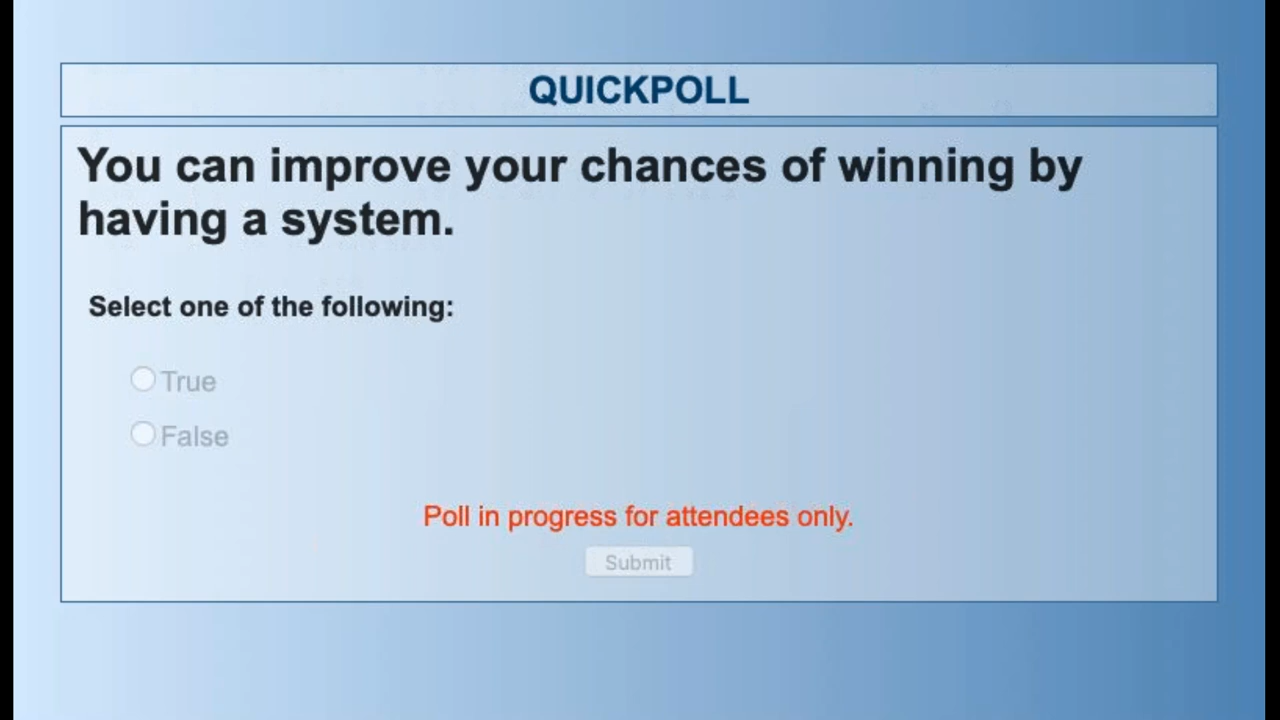 QUICKPOLL
You can improve your chances of winning by
having a system.
Select one of the following:
True
False
Poll in progress for attendees only.
Submit